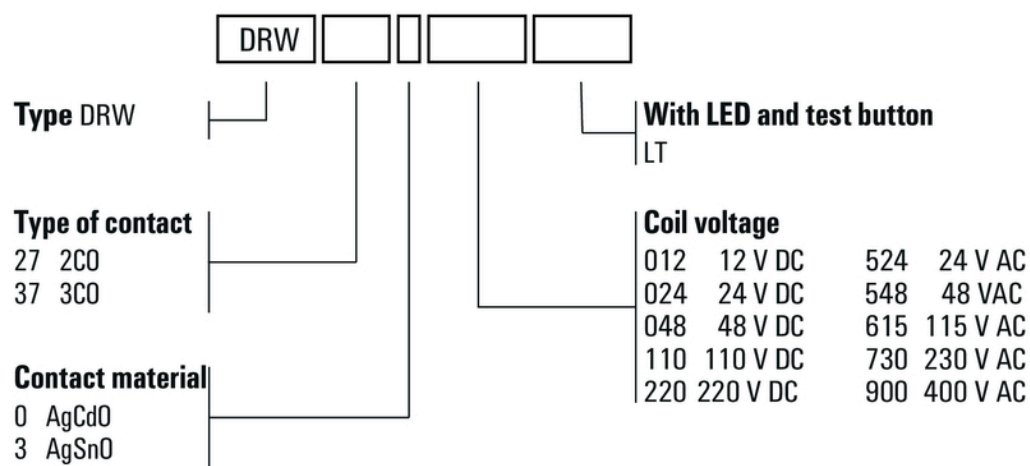 DRW
Type DRW
Type of contact
27 2CO
37 3CO
Contact material
0 AgCdO
3 AgSnO
With LED and test button
LT
Coil voltage
012 12 V DC 524 24 V AC
024 24 V DC 548 48 VAC
048 48 V DC 615 115 V AC
110 110 V DC 730 230 V AC
220 220 V DC 900 400 V AC